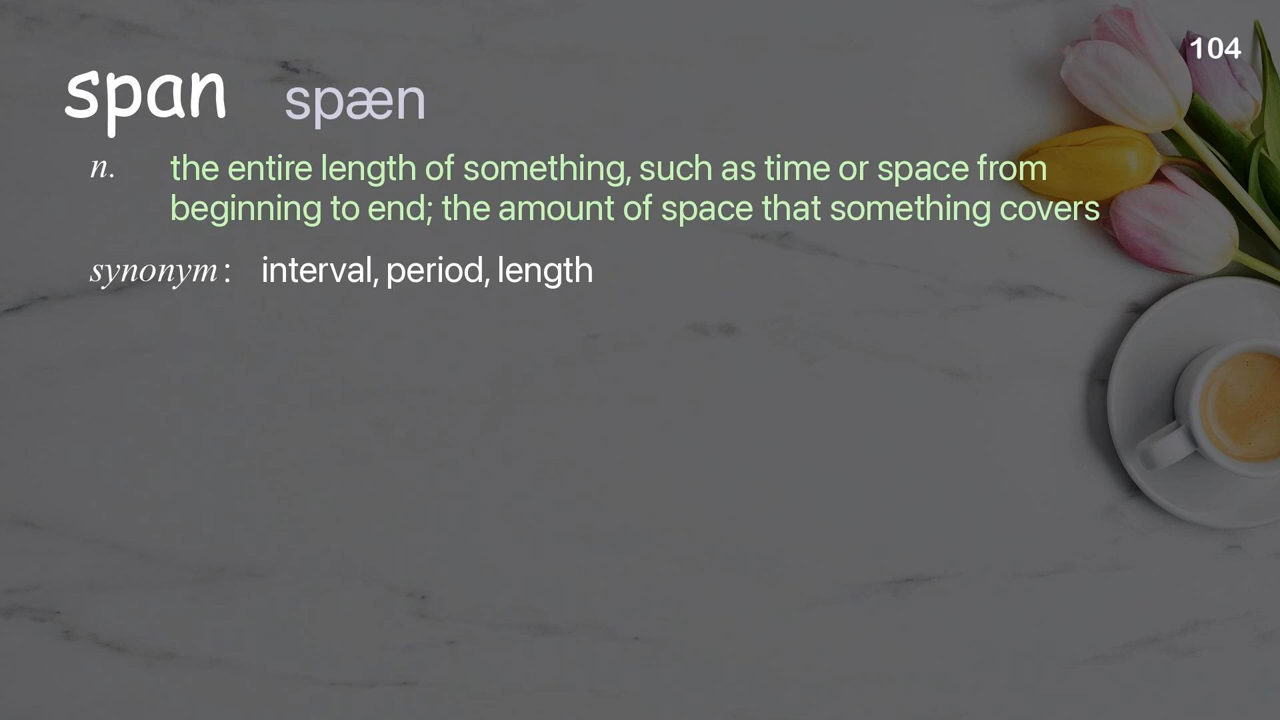 104
span spæn
n. the entire length of something, such as time or space from
beginning to end; the amount of space that something covers
synonym: interval, period, length